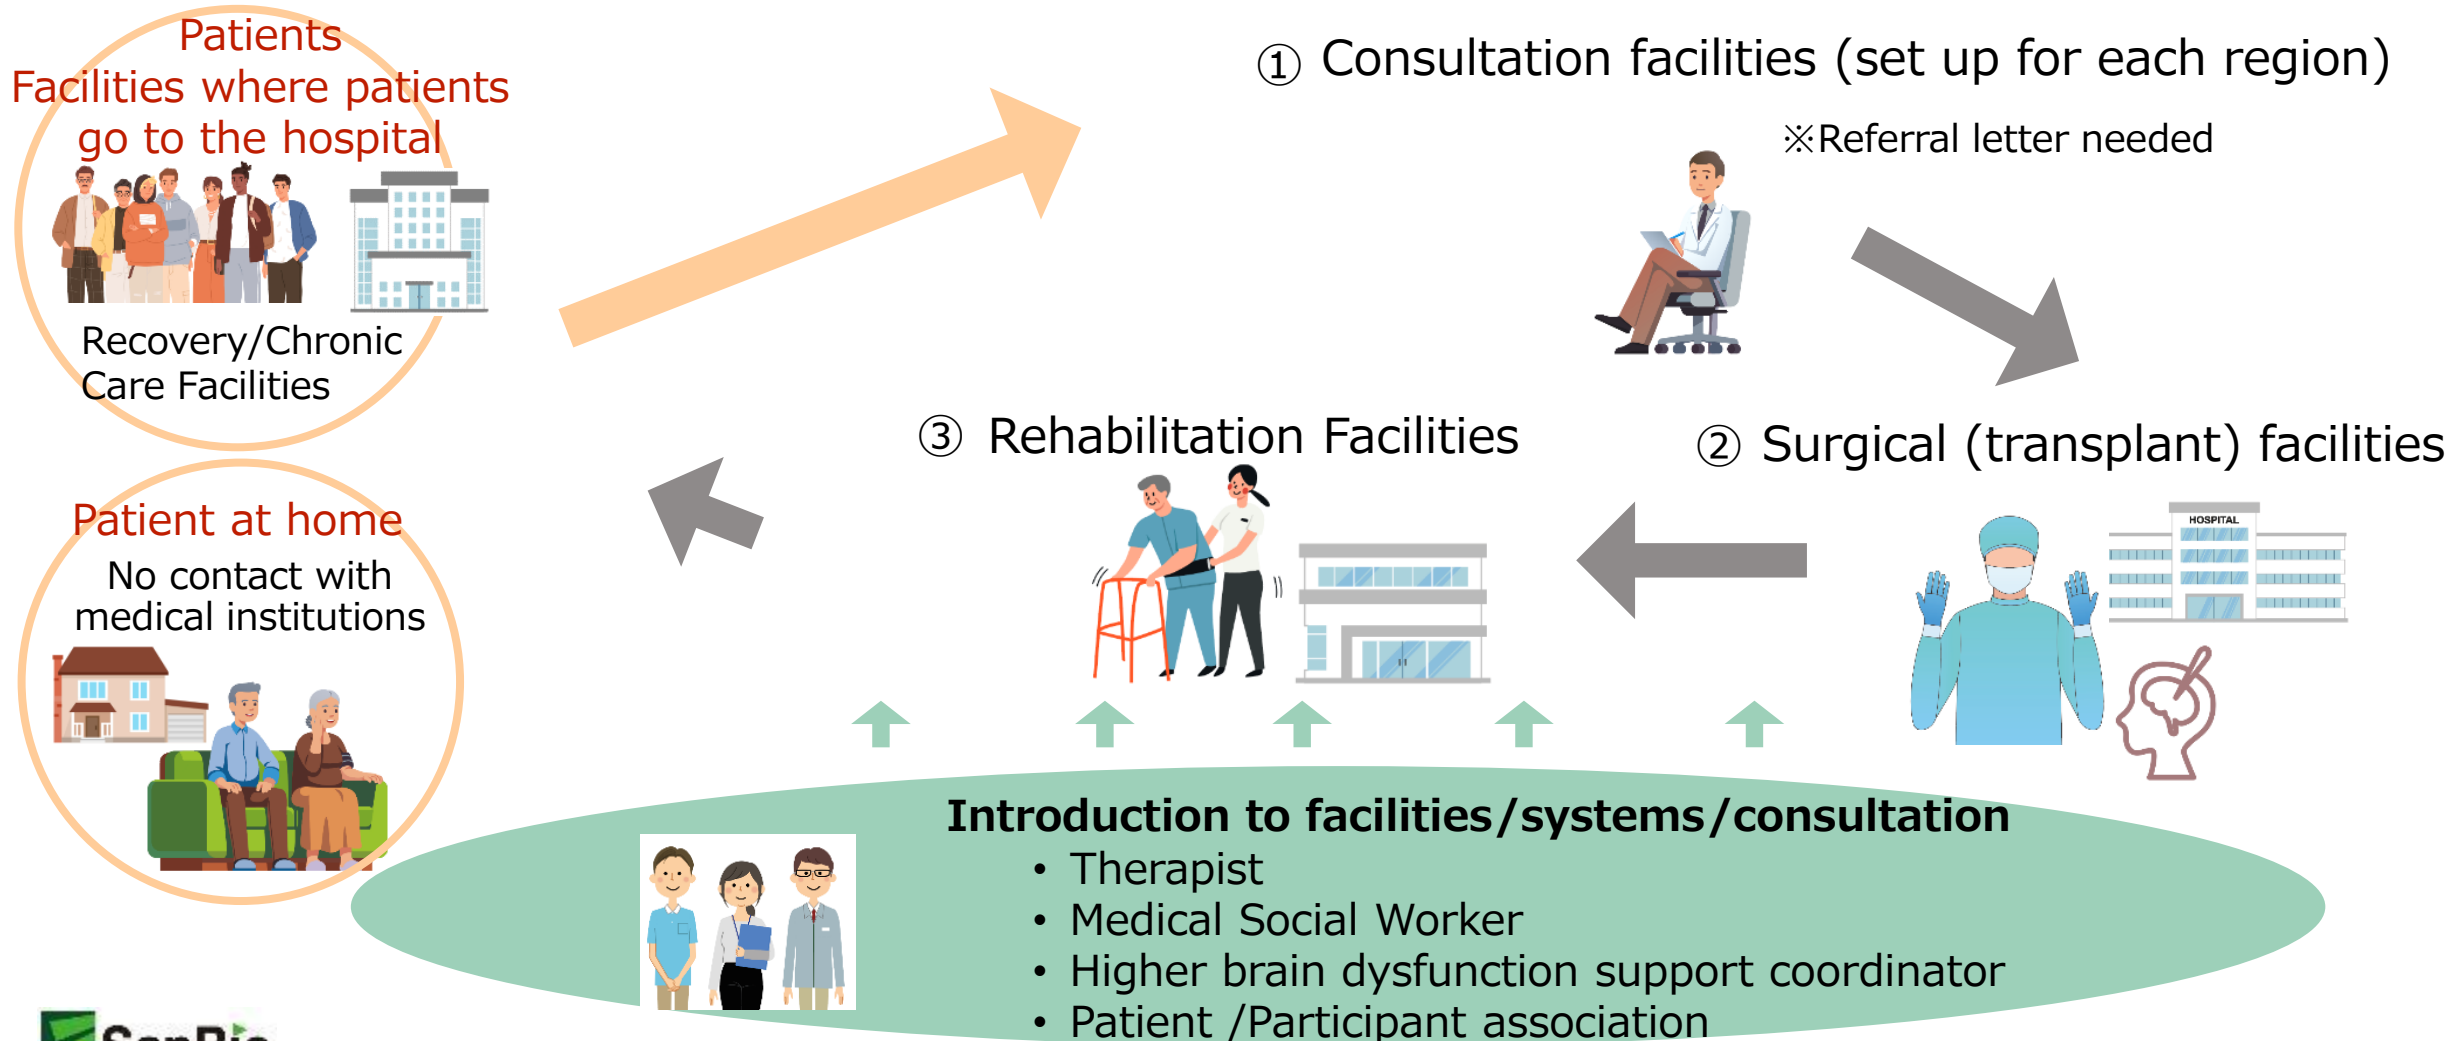 Patients
Facilities where patients
go to the hospital
Recovery/Chronic
Care Facilities
Patient at home
No contact with
medical institutions
① Consultation facilities (set up for each region)
※Referral letter needed
③ Rehabilitation Facilities
② Surgical (transplant) facilities
HOSPITAL
Introduction to facilities/systems/consultation
• Therapist
• Medical Social Worker
• Higher brain dysfunction support coordinator
• Patient /Participant association